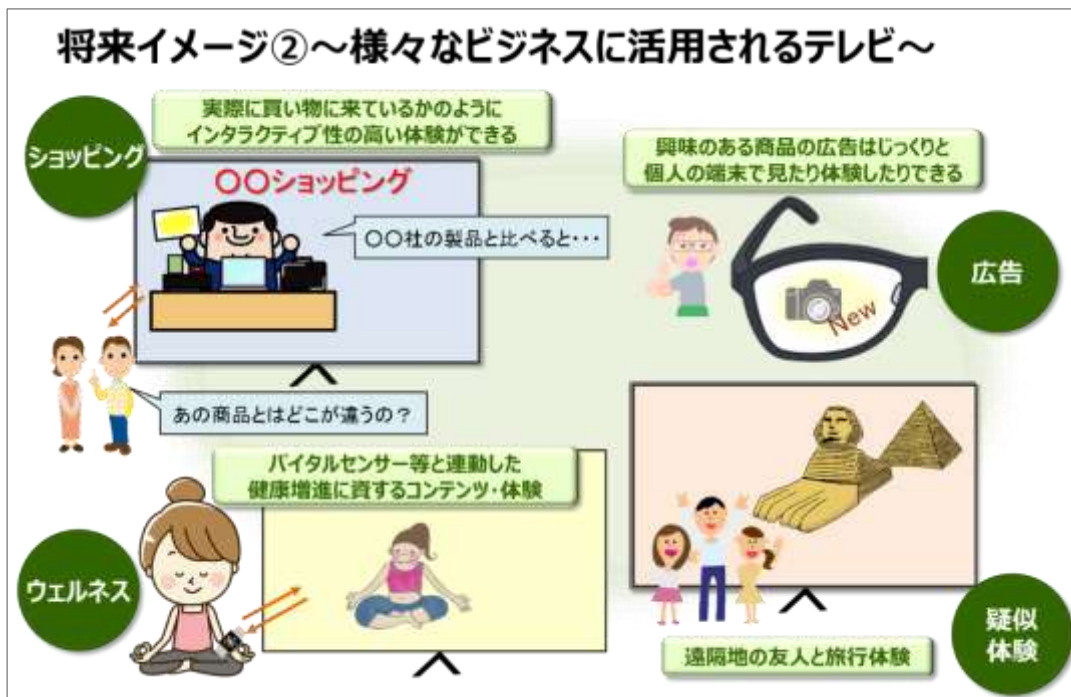 将来イメージ②～様々なビジネスに活用されるテレビ～
ショッピング
実際に買い物に来ているかのように
インタラクティブ性の高い体験ができる
〇〇ショッピング
〇〇社の製品と比べると・・・
あの商品とはどこが違うの？
興味のある商品の広告はじっくりと
個人の端末で見たり体験したりできる
広告
New
ウェルネス
バイタルセンサー等と連動した
健康増進に資するコンテンツ・体験
疑似
体験
遠隔地の友人と旅行体験